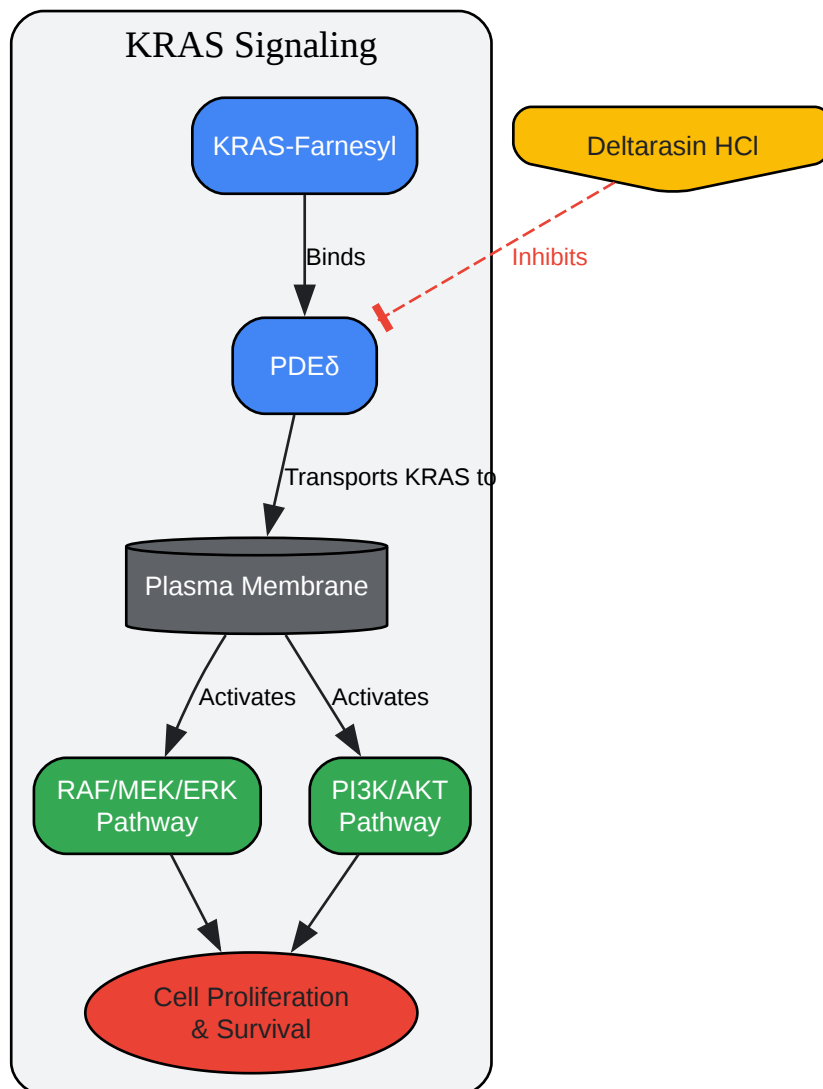 KRAS Signaling
KRAS-Farnesyl
Deltarasin HCl
Binds
Inhibits
PDEδ
Transports KRAS to
Plasma Membrane
Activates
Activates
RAF/MEK/ERK
Pathway
PI3K/AKT
Pathway
Cell Proliferation
& Survival